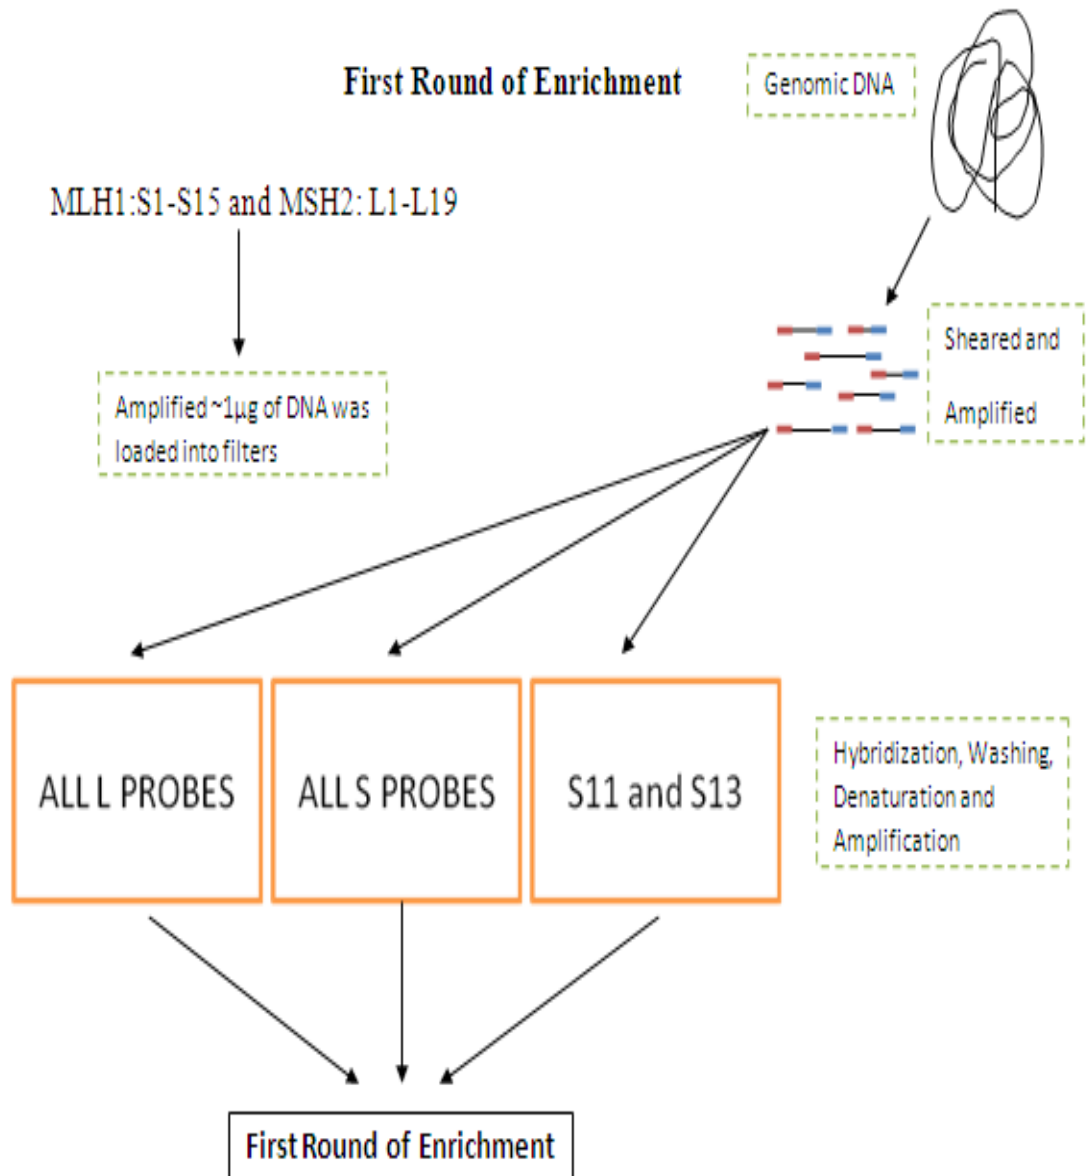 First Round of Enrichment
Genomic DNA
MLH1:S1-S15 and MSH2: L1-L19
Sheared and
Amplified
Amplified ~1µg of DNA was
loaded into filters
ALL L PROBES
ALL S PROBES
S11 and S13
Hybridization, Washing,
Denaturation and
Amplification
First Round of Enrichment